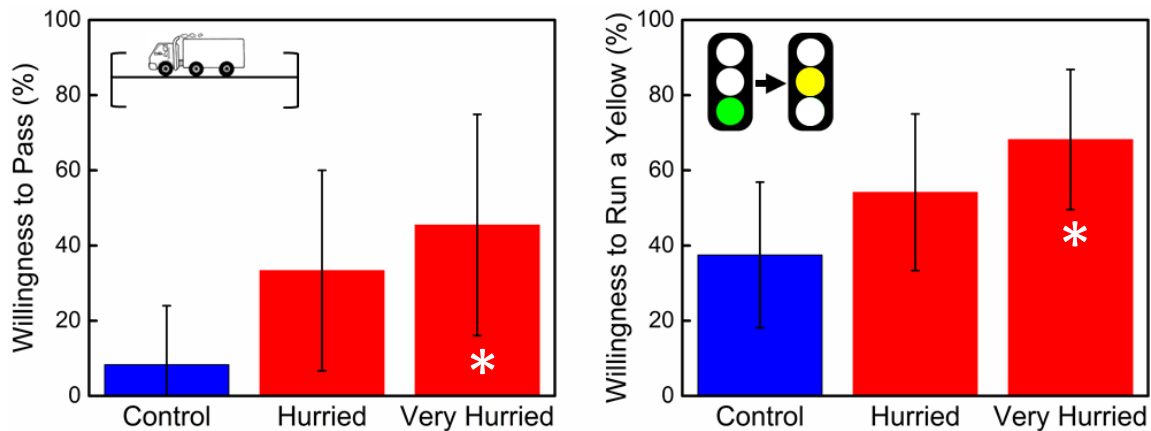 Willingness to Pass (%)
100
80
60
40
20
0
Control
Hurried
Very Hurried
*
Willingness to Run a Yellow (%)
100
80
60
40
20
0
Control
Hurried
Very Hurried
*